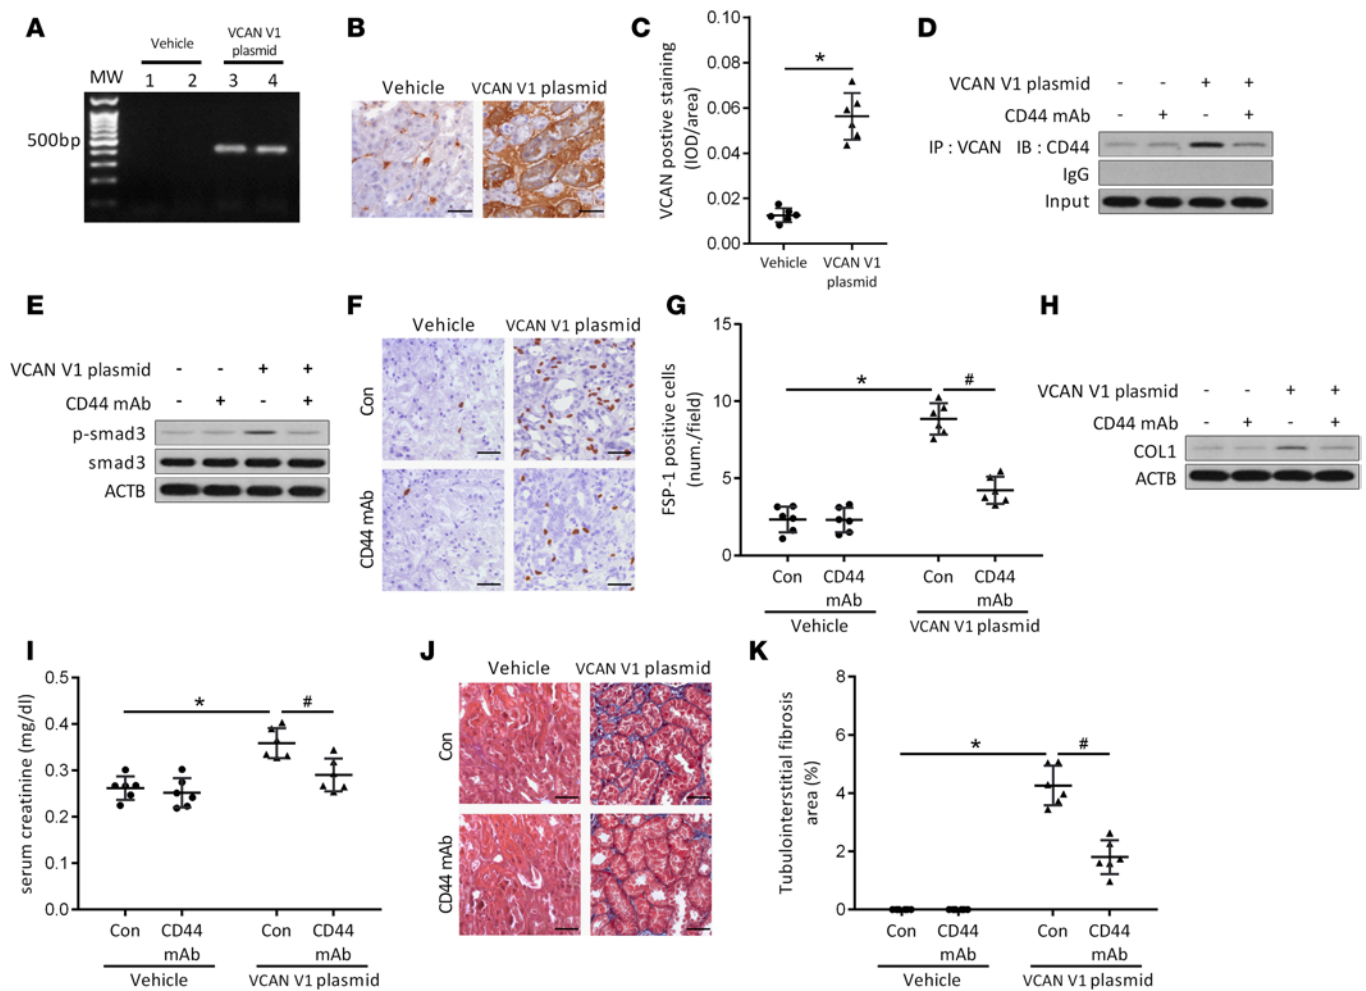 A
Vehicle
VCAN V1
plasmid
MW 1 2 3 4
500bp
B
Vehicle VCAN V1 plasmid
C
VCAN postive staining
(IOD/area)
0.10
0.08
0.06
0.04
0.02
0.00
*
Vehicle VCAN V1
plasmid
D
VCAN V1 plasmid - - + +
CD44 mAb - + - +
IP : VCAN IB : CD44
IgG
Input
E
VCAN V1 plasmid - - + +
CD44 mAb - + - +
p-smad3
smad3
ACTB
F
Vehicle VCAN V1 plasmid
Con
CD44 mAb
G
FSP-1 positive cells
(num./field)
15
10
5
0
* #
Con CD44 Con CD44
mAb mAb
Vehicle VCAN V1 plasmid
H
VCAN V1 plasmid - - + +
CD44 mAb - + - +
COL1
ACTB
I
serum creatinine (mg/dl)
0.5
0.4
0.3
0.2
0.1
0.0
* #
Con CD44 Con CD44
mAb mAb
Vehicle VCAN V1 plasmid
J
Vehicle VCAN V1 plasmid
Con
CD44 mAb
K
Tubulointerstitial fibrosis
area (%)
8
6
4
2
0
* #
Con CD44 Con CD44
mAb mAb
Vehicle VCAN V1 plasmid